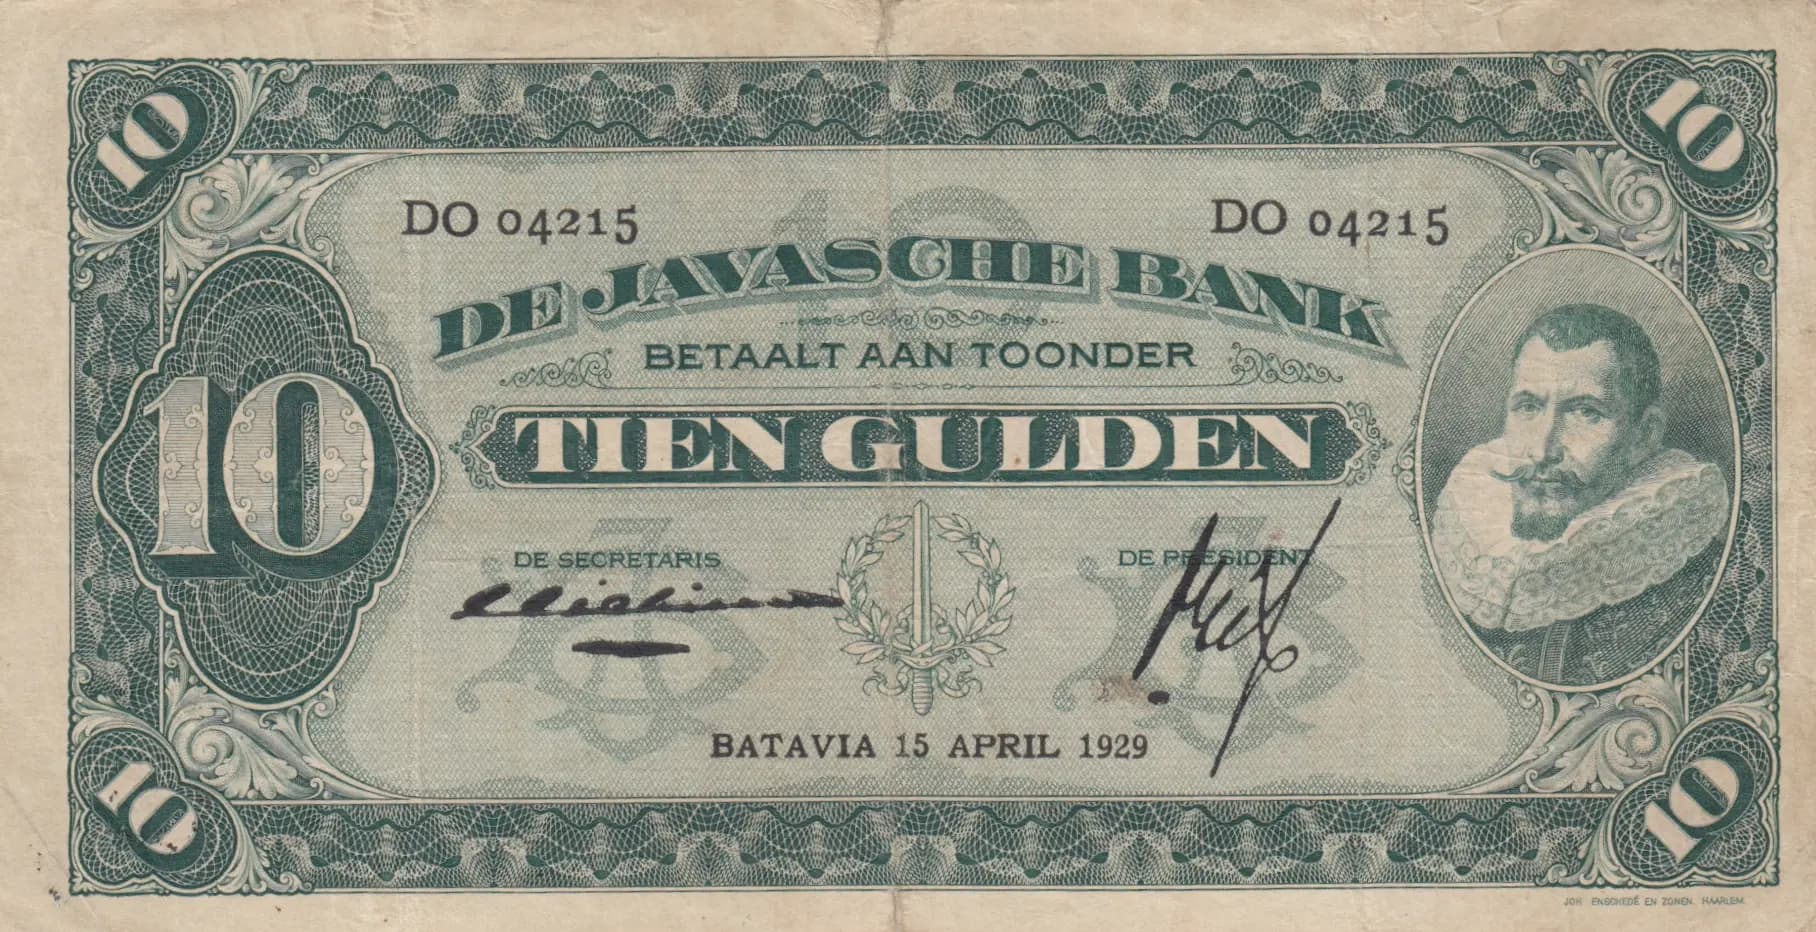 10 10
DO 04215 DO 04215
DE JAVASCHE BANK
BETAALT AAN TOONDER
10
TIEN GULDEN
DE SECRETARIS DE PRESIDENT
BATAVIA 15 APRIL 1929
10 10
JOH. ENSCHEDÉ EN ZONEN. HAARLEM.